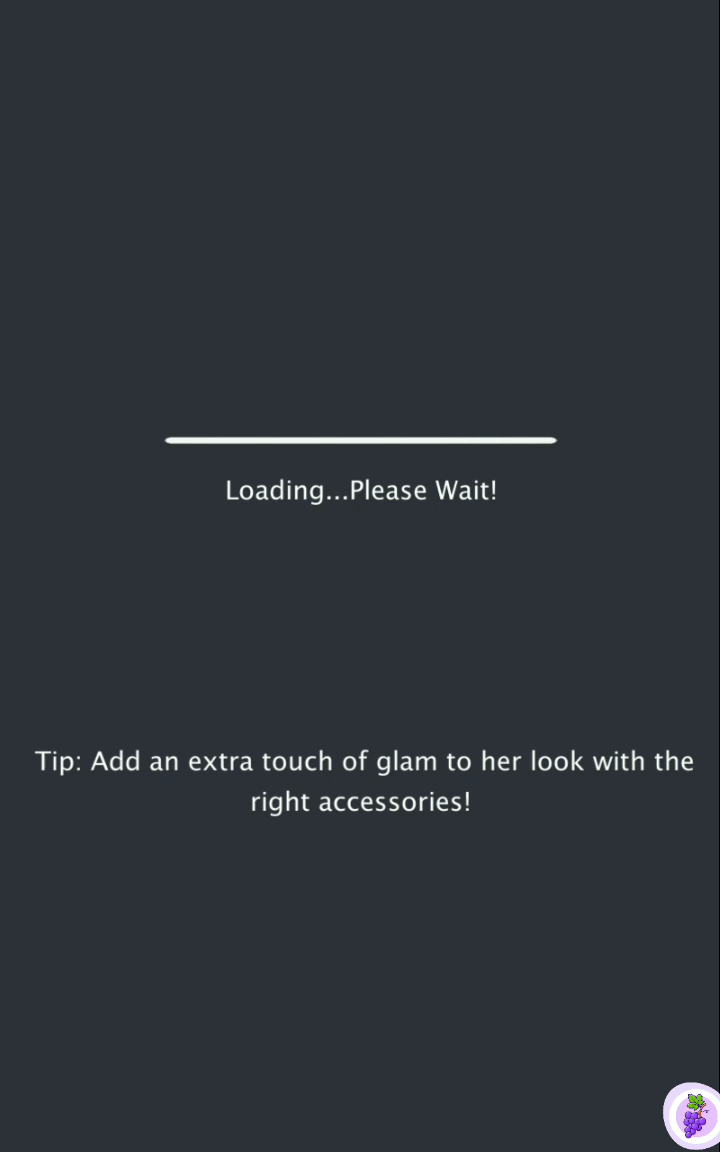 Loading...Please Wait!
Tip: Add an extra touch of glam to her look with the
right accessories!